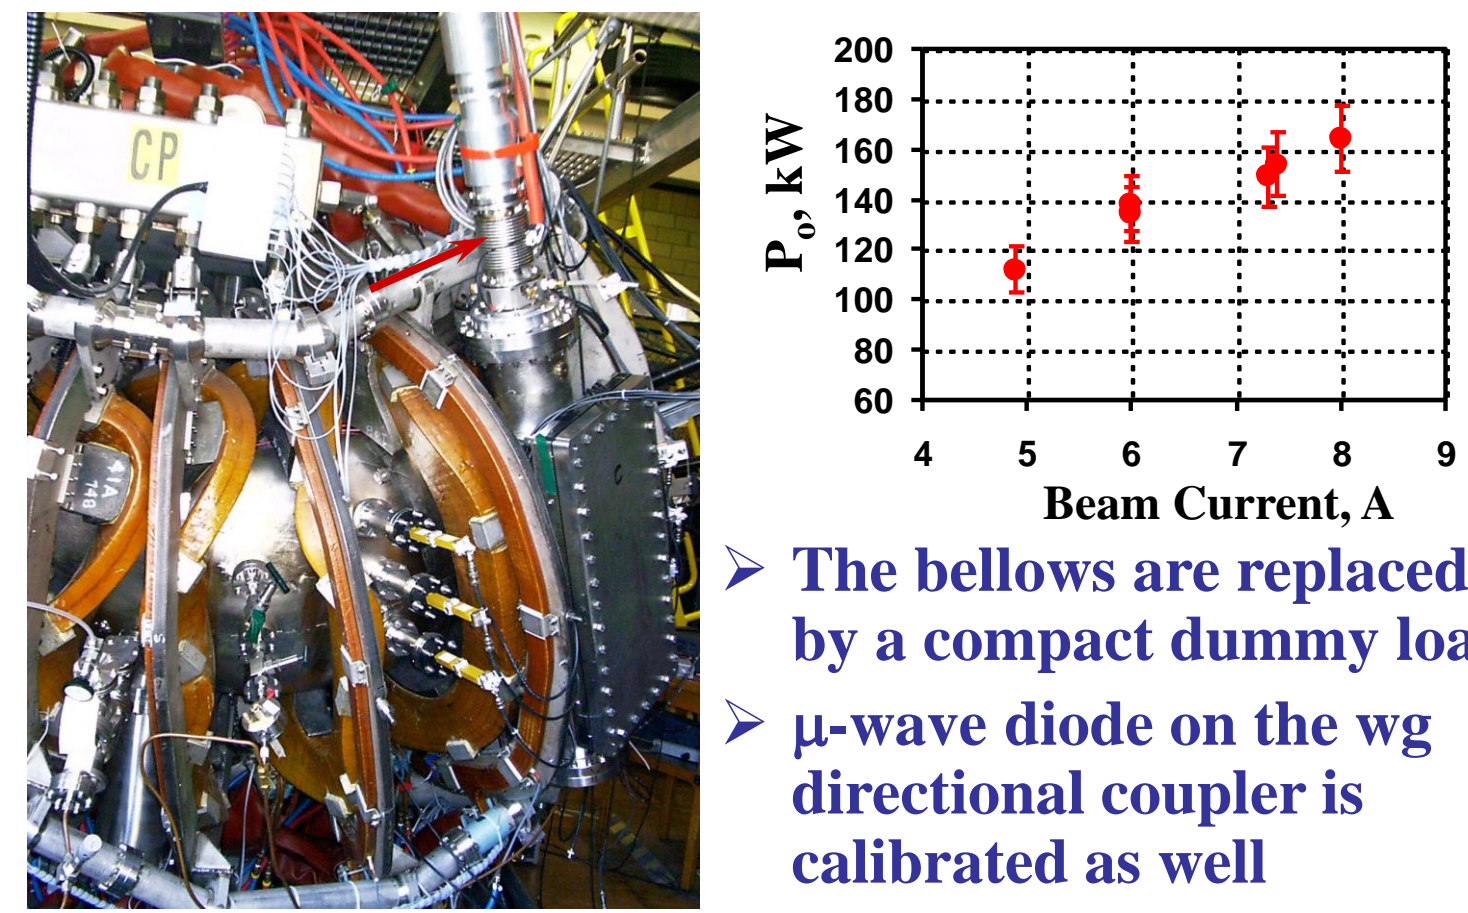 CP
41A
748
C
200
180
160
140
120
100
80
60
P₀, kW
4 5 6 7 8 9
Beam Current, A
➢ The bellows are replaced
by a compact dummy loa
➢ μ-wave diode on the wg
directional coupler is
calibrated as well